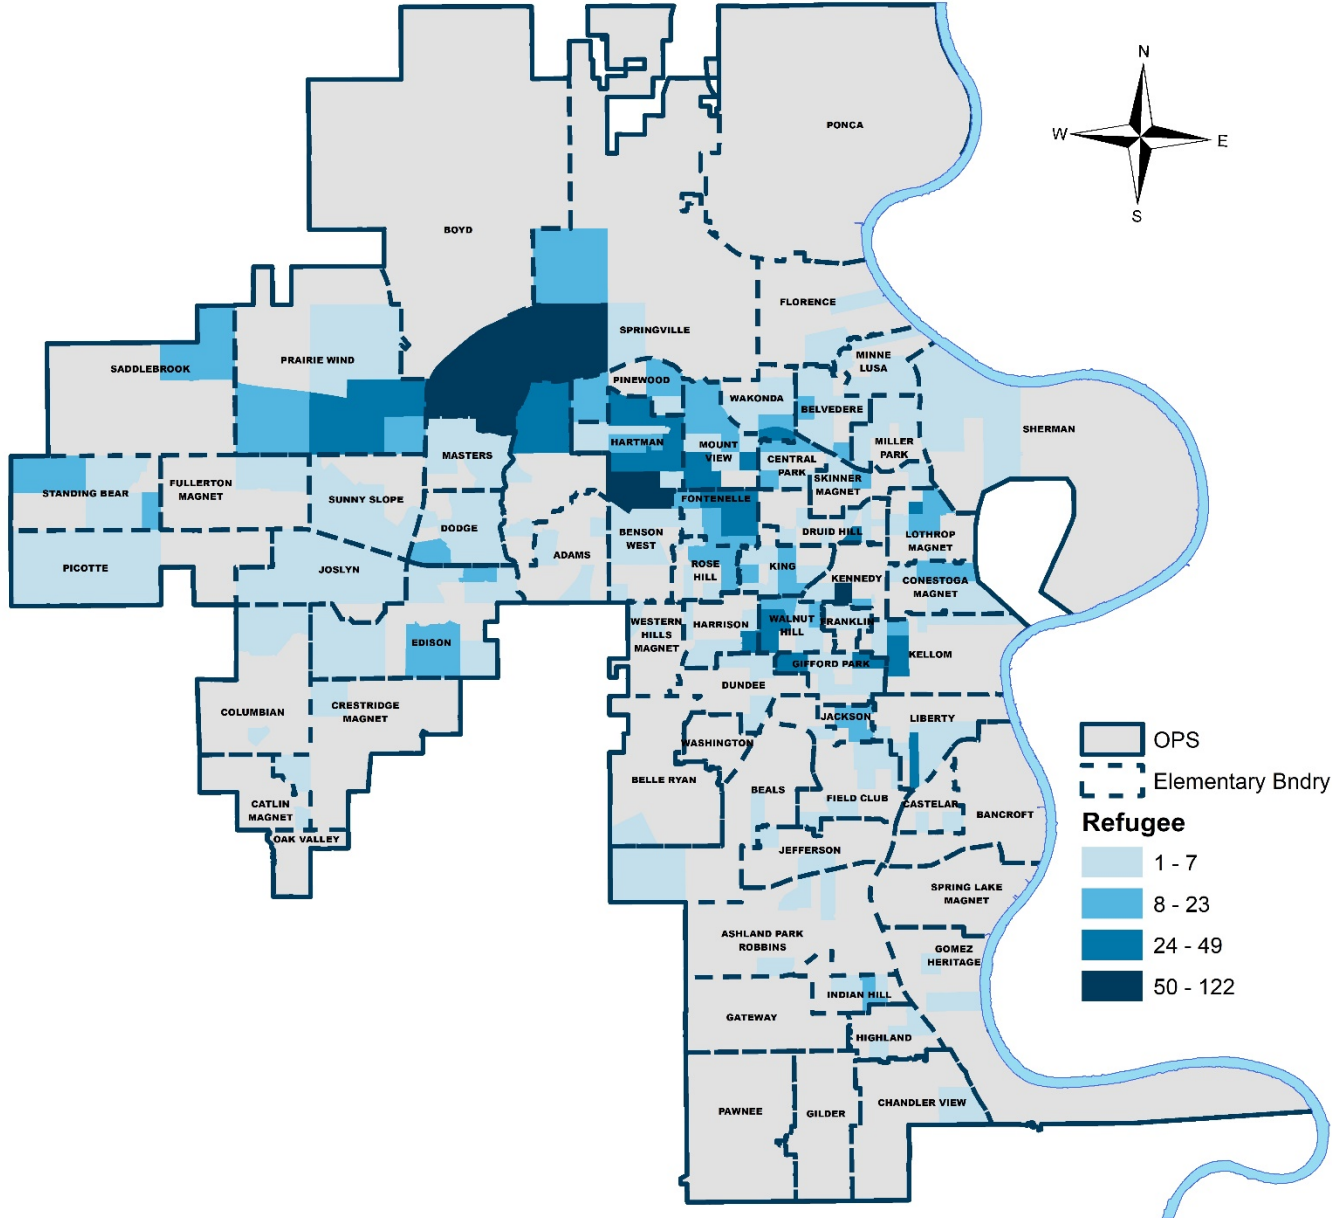 N
W
E
S
PONCA
BOYD
FLORENCE
SPRINGVILLE
MINNE
LUSA
SADDLEBROOK
PRAIRIE WIND
PINEWOOD
WAKONDA
BELVEDERE
SHERMAN
HARTMAN
MOUNT
VIEW
MILLER
PARK
MASTERS
CENTRAL
PARK
SKINNER
MAGNET
STANDING BEAR
FULLERTON
MAGNET
SUNNY SLOPE
FONTENELLE
DODGE
BENSON
WEST
DRUID HILL
LOTHROP
MAGNET
ADAMS
PICOTTE
JOSLYN
ROSE
HILL
KING
KENNEDY
CONESTOGA
MAGNET
WESTERN
HILLS
MAGNET
HARRISON
WALNUT
HILL
FRANKLIN
EDISON
KELLOM
GIFFORD PARK
DUNDEE
COLUMBIAN
CRESTRIDGE
MAGNET
JACKSON
LIBERTY
WASHINGTON
BELLE RYAN
BEALS
FIELD CLUB
CASTELAR
BANCROFT
CATLIN
MAGNET
OAK VALLEY
JEFFERSON
SPRING LAKE
MAGNET
ASHLAND PARK
ROBBINS
GOMEZ
HERITAGE
INDIAN HILL
GATEWAY
HIGHLAND
PAWNEE
GILDER
CHANDLER VIEW
OPS
Elementary Bndry
Refugee
1 - 7
8 - 23
24 - 49
50 - 122